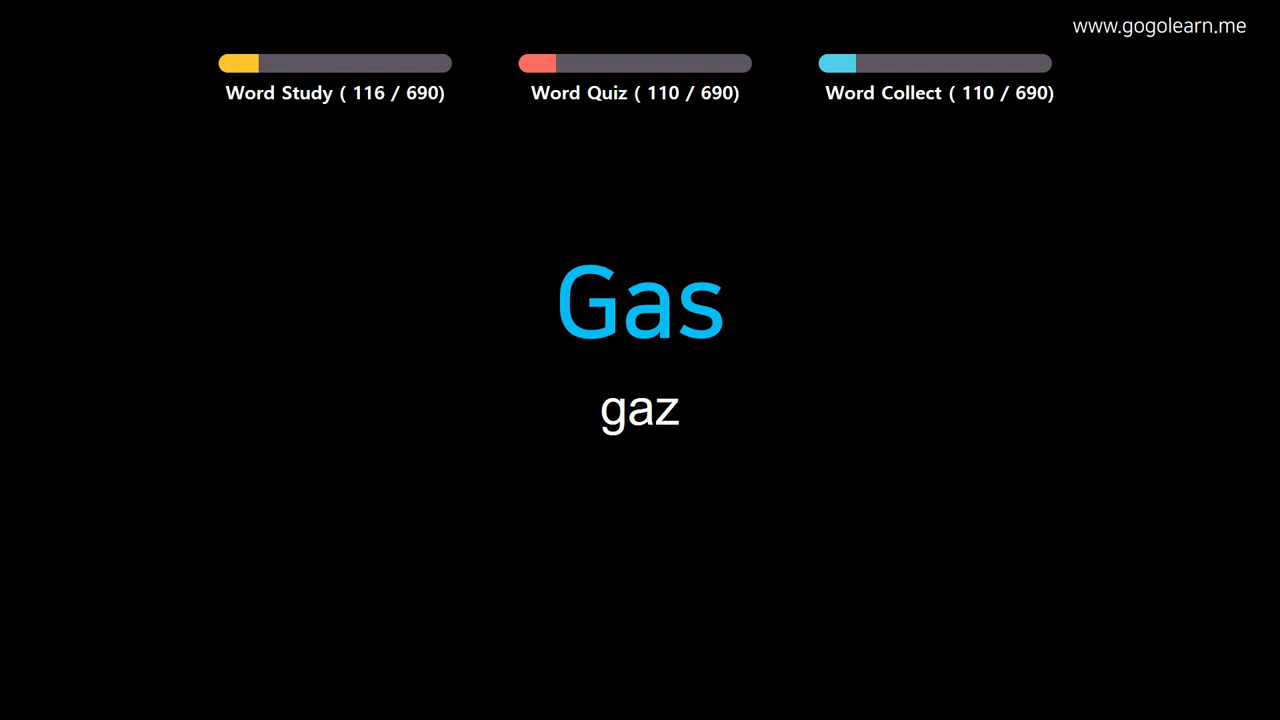 www.gogolearn.me
Word Study ( 116 / 690)
Word Quiz ( 110 / 690)
Word Collect ( 110 / 690)
Gas
gaz